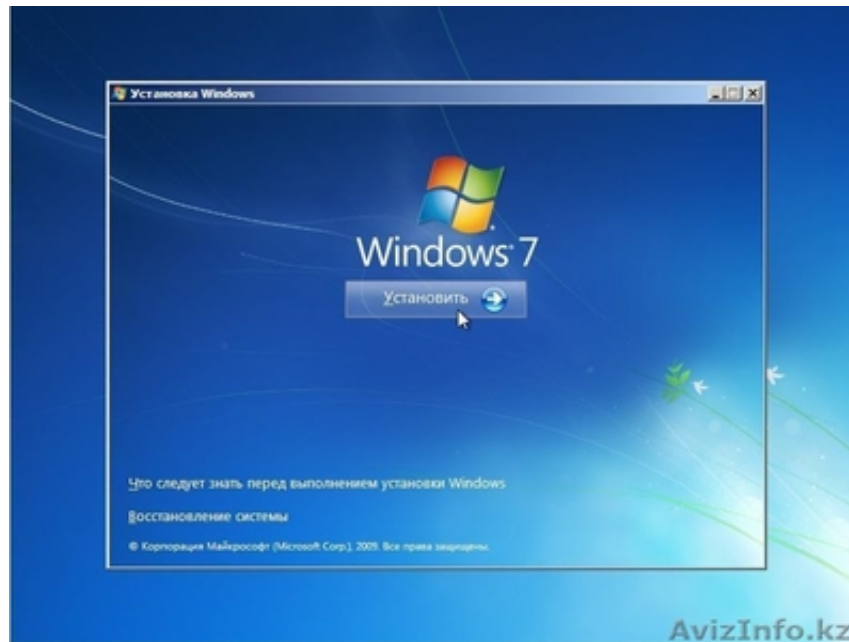 Установка Windows
Windows 7
Установить
Что следует знать перед выполнением установки Windows
Восстановление системы
© Корпорация Майкрософт (Microsoft Corp.), 2009. Все права защищены.
AvizInfo.kz